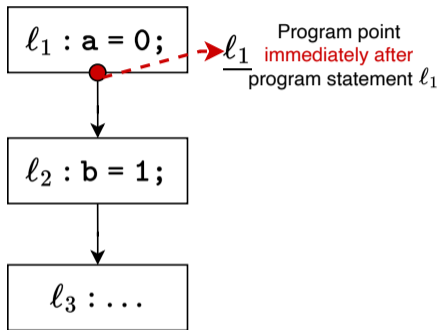 ℓ₁ : a = 0;
ℓ₁
Program point
immediately after
program statement ℓ₁
ℓ₂ : b = 1;
ℓ₃ : ...